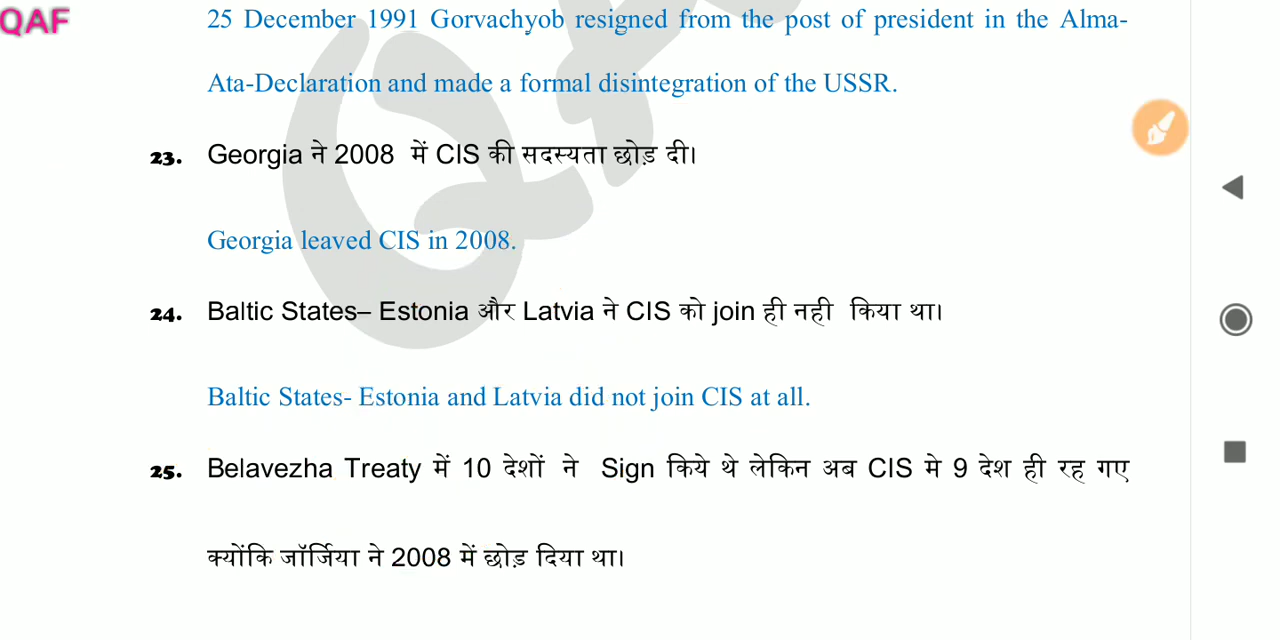 QAF
25 December 1991 Gorvachyob resigned from the post of president in the Alma-
Ata-Declaration and made a formal disintegration of the USSR.
23. Georgia ने 2008 में CIS की सदस्यता छोड़ दी।
Georgia leaved CIS in 2008.
24. Baltic States– Estonia और Latvia ने CIS को join ही नही किया था।
Baltic States- Estonia and Latvia did not join CIS at all.
25. Belavezha Treaty में 10 देशों ने Sign किये थे लेकिन अब CIS मे 9 देश ही रह गए
क्योंकि जॉर्जिया ने 2008 में छोड़ दिया था।